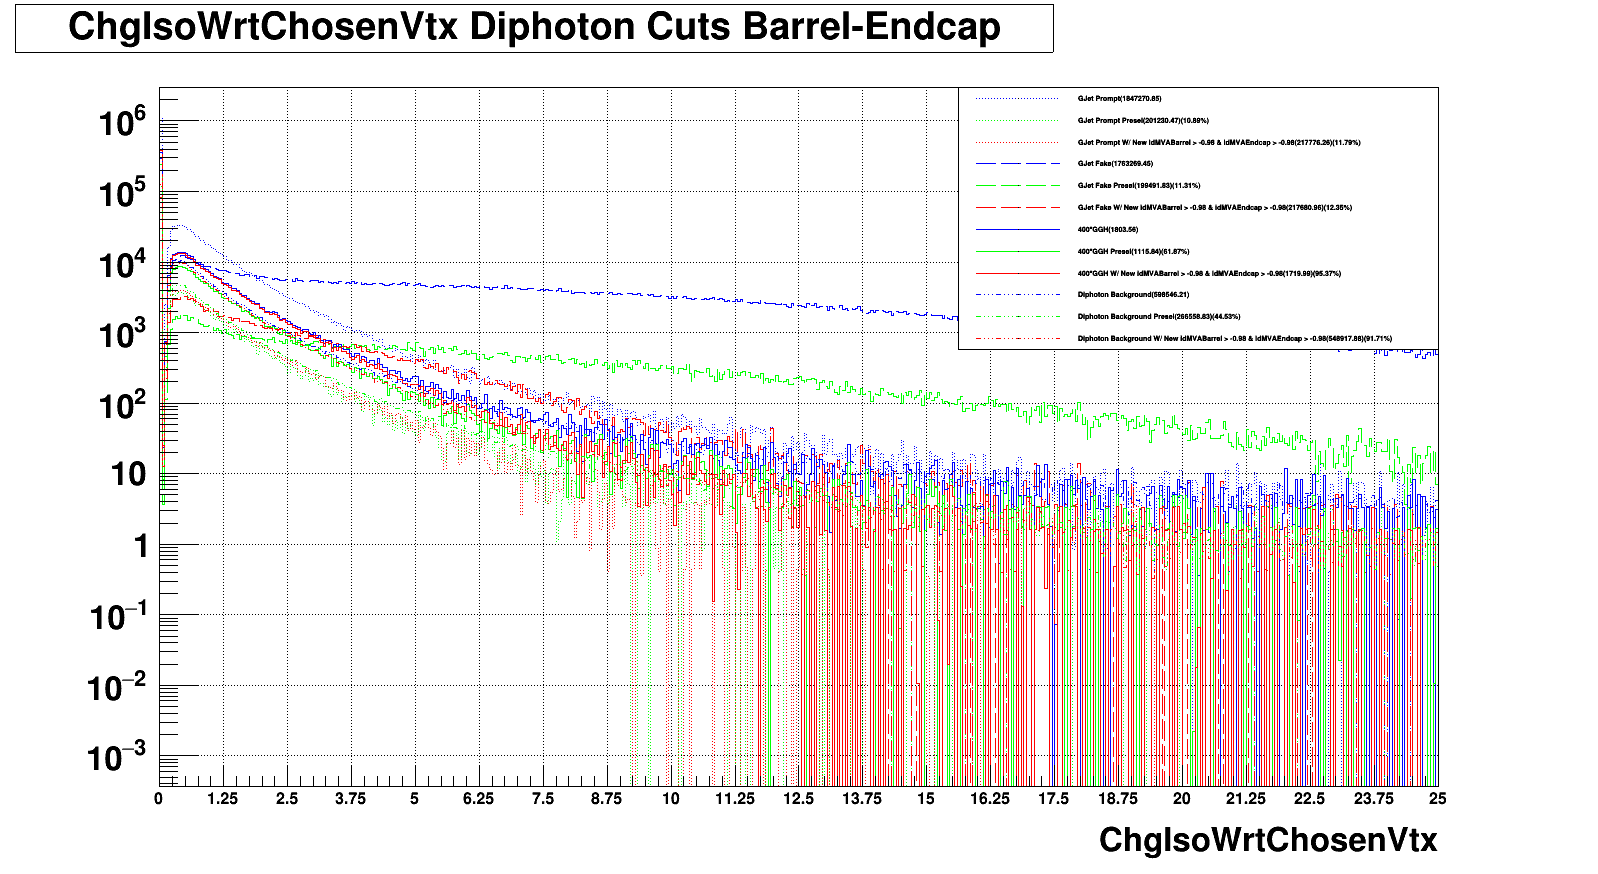 ChgIsoWrtChosenVtx Diphoton Cuts Barrel-Endcap
GJet Prompt(1847270.85)
GJet Prompt Presel(201230.47)(10.89%)
GJet Prompt W/ New IdMVABarrel > -0.98 & IdMVAEndcap > -0.98(217776.26)(11.79%)
GJet Fake(1763269.45)
GJet Fake Presel(199491.83)(11.31%)
GJet Fake W/ New IdMVABarrel > -0.98 & IdMVAEndcap > -0.98(217680.95)(12.35%)
400*GGH(1803.56)
400*GGH Presel(1115.84)(61.87%)
400*GGH W/ New IdMVABarrel > -0.98 & IdMVAEndcap > -0.98(1719.99)(95.37%)
Diphoton Background(598546.21)
Diphoton Background Presel(266558.83)(44.53%)
Diphoton Background W/ New IdMVABarrel > -0.98 & IdMVAEndcap > -0.98(548917.86)(91.71%)
10^6
10^5
10^4
10^3
10^2
10
1
10^−1
10^−2
10^−3
0 1.25 2.5 3.75 5 6.25 7.5 8.75 10 11.25 12.5 13.75 15 16.25 17.5 18.75 20 21.25 22.5 23.75 25
ChgIsoWrtChosenVtx